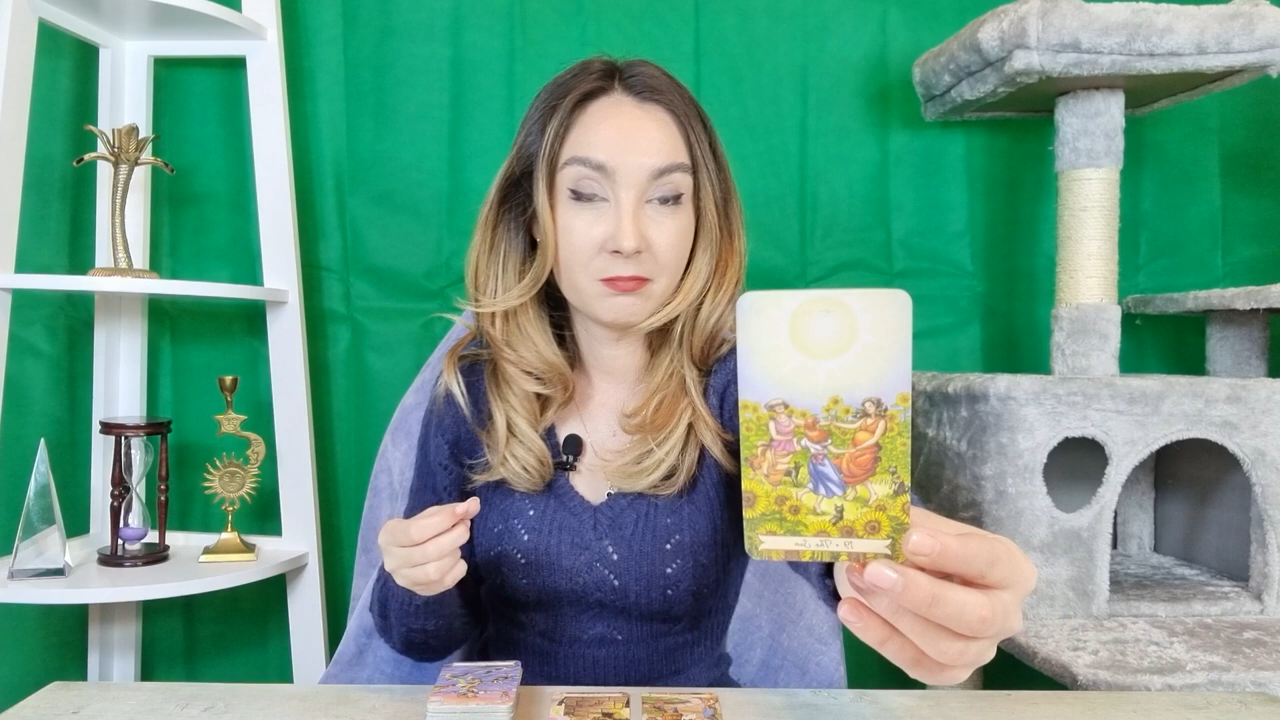 19 • The Sun